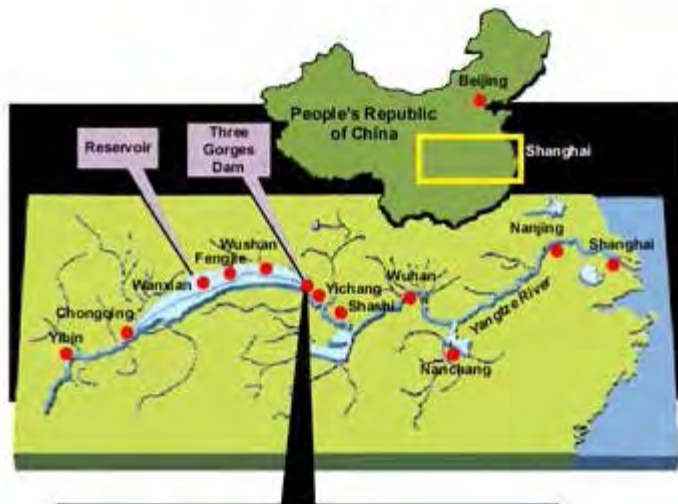 Beijing
People's Republic
of China
Three
Gorges
Dam
Reservoir
Shanghai
Nanjing
Shanghai
Wushan
Fengjie
Wuhan
Wanxian
Yichang
Shashi
Yangtze River
Chongqing
Yibin
Nanchang